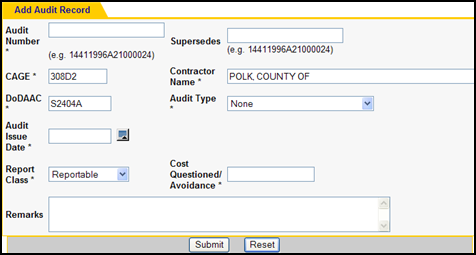 Add Audit Record
Audit Number * Supersedes
(e.g. 14411996A21000024) (e.g. 14411996A21000024)
CAGE * 308D2 Contractor Name * POLK, COUNTY OF
DoDAAC * S2404A Audit Type * None
Audit Issue Date *
Report Class * Reportable Cost Questioned/ Avoidance *
Remarks
Submit Reset